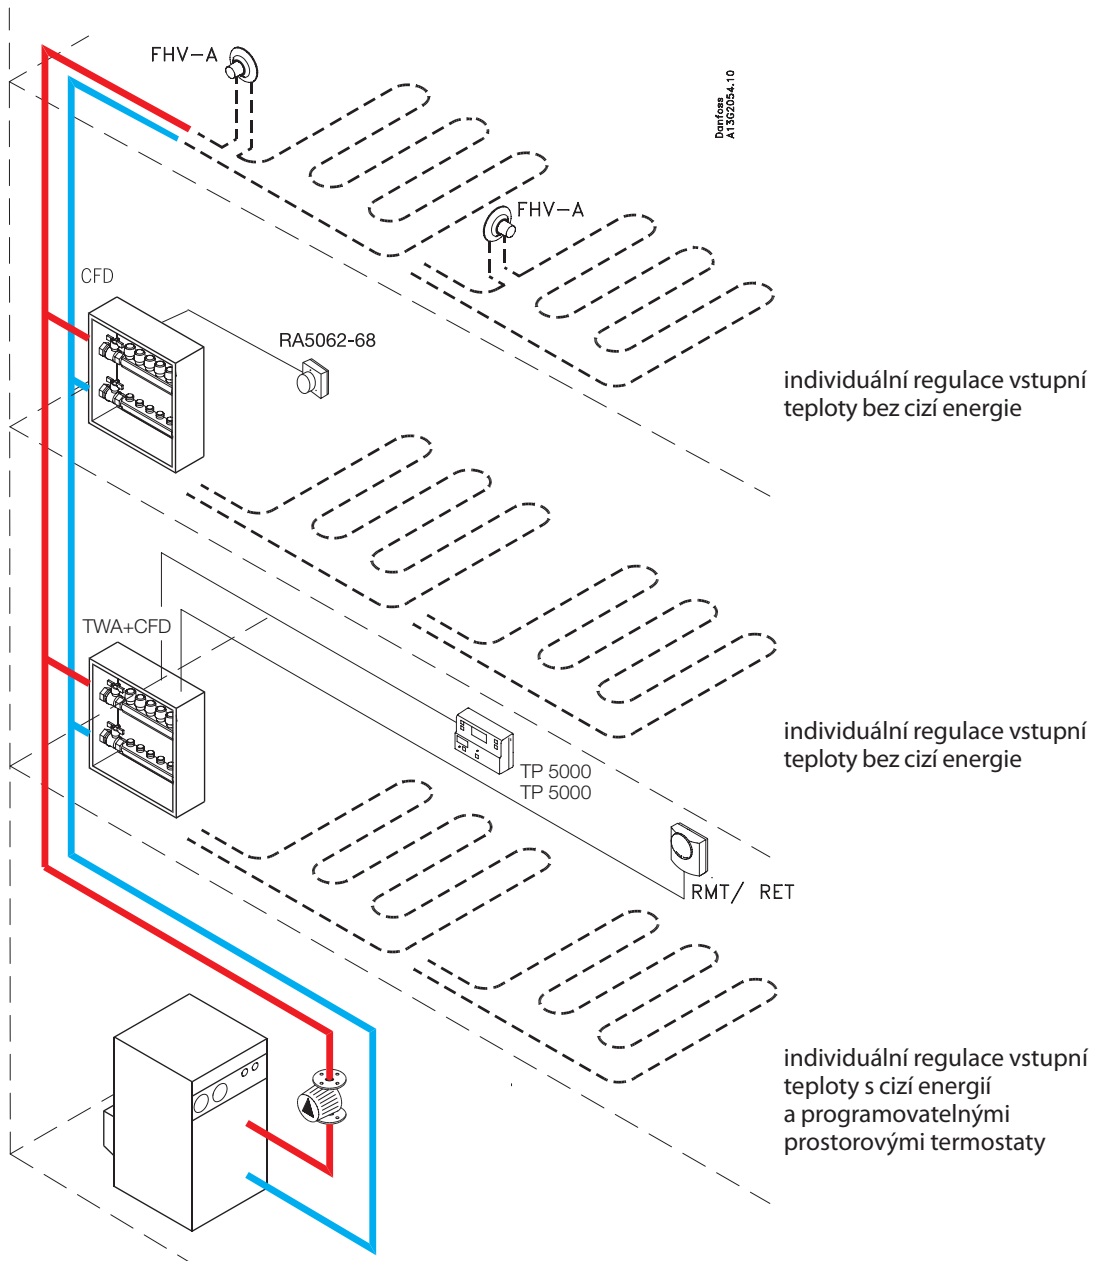 FHV-A
Danfoss
A13G2054.10
FHV-A
CFD
RA5062-68
individuální regulace vstupní
teploty bez cizí energie
TWA+CFD
individuální regulace vstupní
teploty bez cizí energie
TP 5000
TP 5000
RMT/ RET
individuální regulace vstupní
teploty s cizí energií
a programovatelnými
prostorovými termostaty